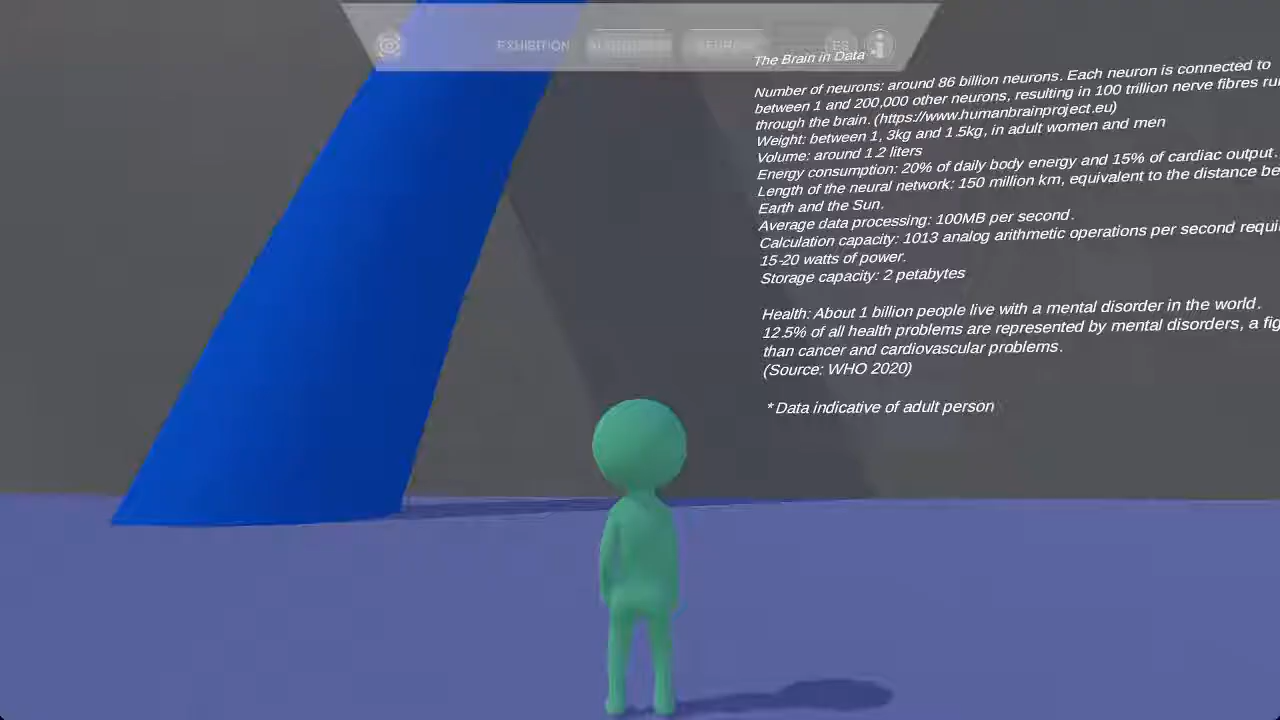 EXHIBITION
ES
The Brain in Data
Number of neurons: around 86 billion neurons. Each neuron is connected to
between 1 and 200,000 other neurons, resulting in 100 trillion nerve fibres
through the brain. (https://www.humanbrainproject.eu)
Weight: between 1, 3kg and 1.5kg, in adult women and men
Volume: around 1.2 liters
Energy consumption: 20% of daily body energy and 15% of cardiac output.
Length of the neural network: 150 million km, equivalent to the distance
Earth and the Sun.
Average data processing: 100MB per second.
Calculation capacity: 1013 analog arithmetic operations per second
15-20 watts of power.
Storage capacity: 2 petabytes
Health: About 1 billion people live with a mental disorder in the world.
12.5% of all health problems are represented by mental disorders, a
than cancer and cardiovascular problems.
(Source: WHO 2020)
* Data indicative of adult person